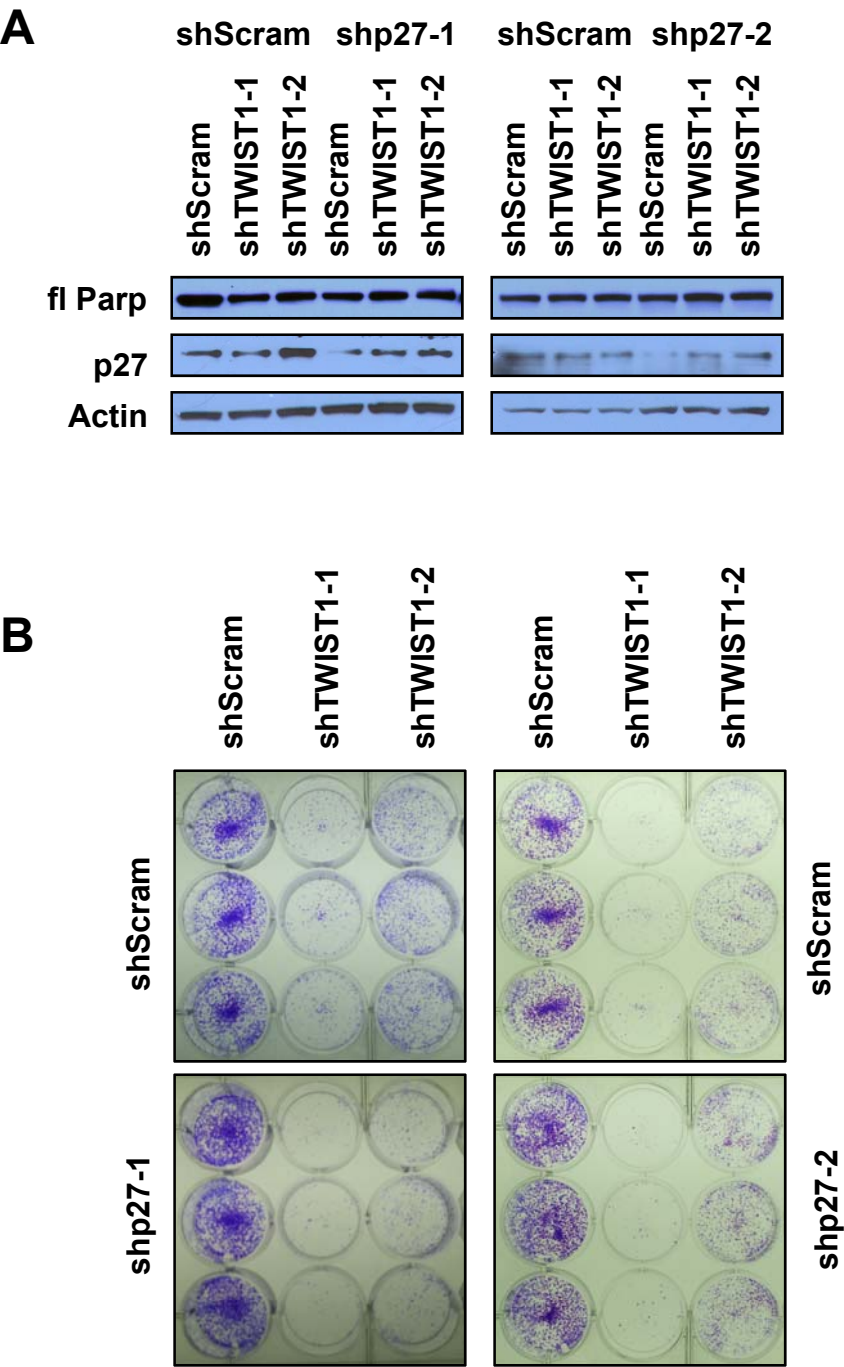 A
shScram shp27-1 shScram shp27-2
shScram shTWIST1-1 shTWIST1-2 shScram shTWIST1-1 shTWIST1-2 shScram shTWIST1-1 shTWIST1-2 shScram shTWIST1-1 shTWIST1-2
fl Parp
p27
Actin
B
shScram shTWIST1-1 shTWIST1-2 shScram shTWIST1-1 shTWIST1-2
shScram shScram
shp27-1 shp27-2